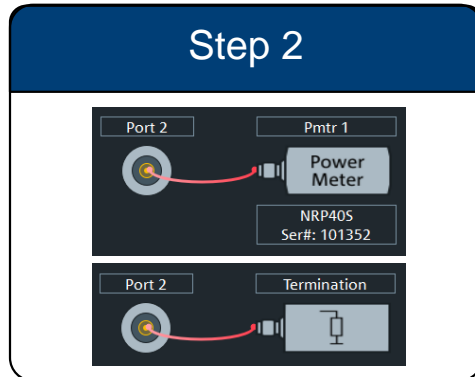 Step 2
Port 2 Pmtr 1
Power
Meter
NRP40S
Ser#: 101352
Port 2 Termination